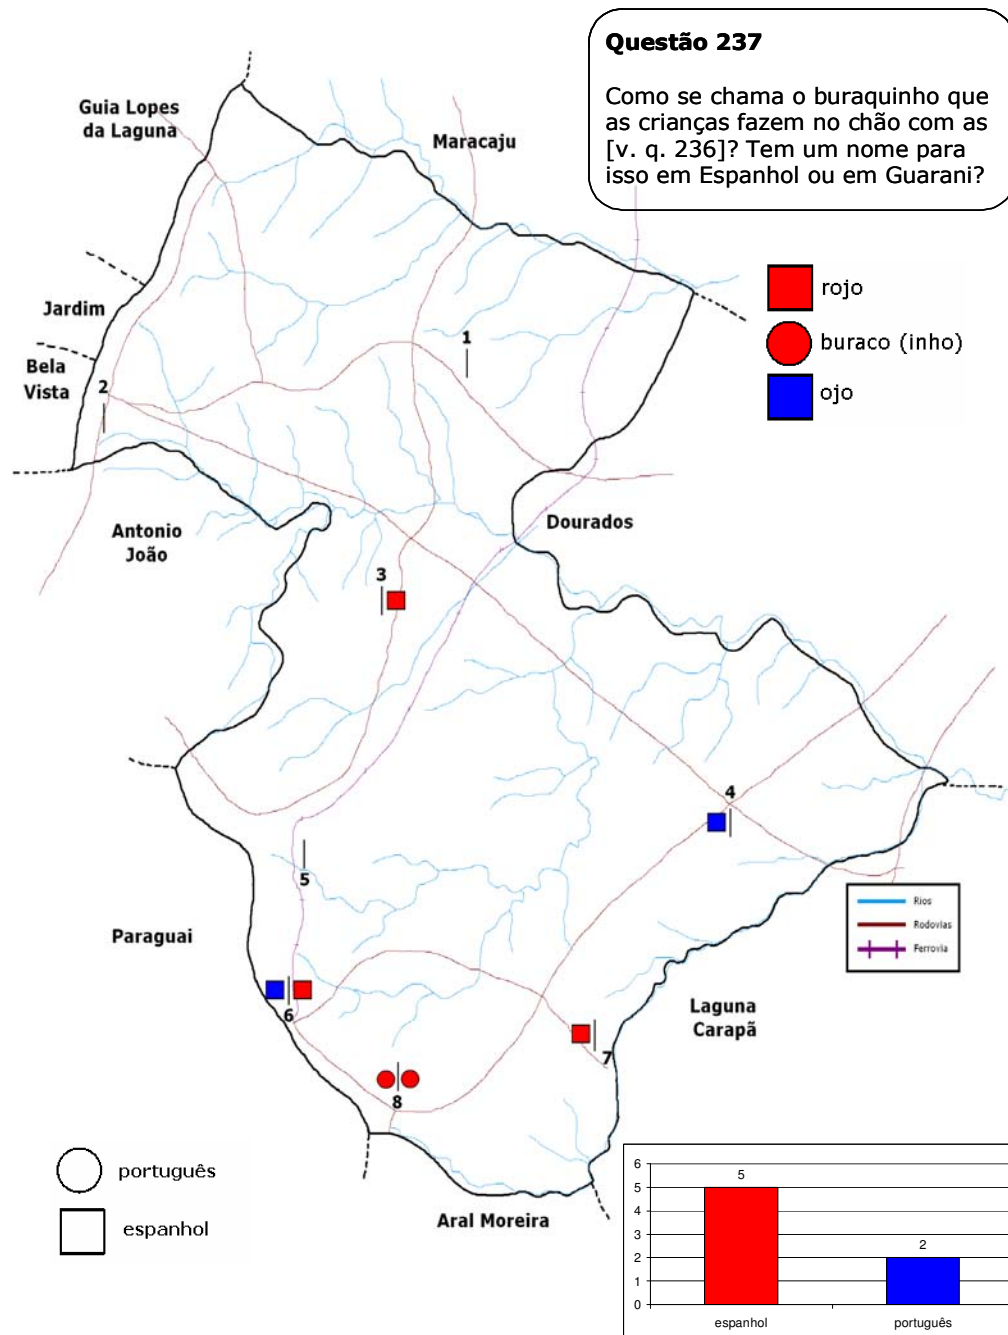 Questão 237
Como se chama o buraquinho que
as crianças fazem no chão com as
[v. q. 236]? Tem um nome para
isso em Espanhol ou em Guarani?
Guia Lopes
da Laguna
Maracaju
rojo
buraco (inho)
ojo
Jardim
Bela
Vista
1
2
Antonio
João
Dourados
3
4
5
Rios
Rodovias
Ferrovia
Paraguai
6
Laguna
Carapã
7
8
português
espanhol
Aral Moreira
6
5
4
3
2
1
0
5
2
espanhol
português